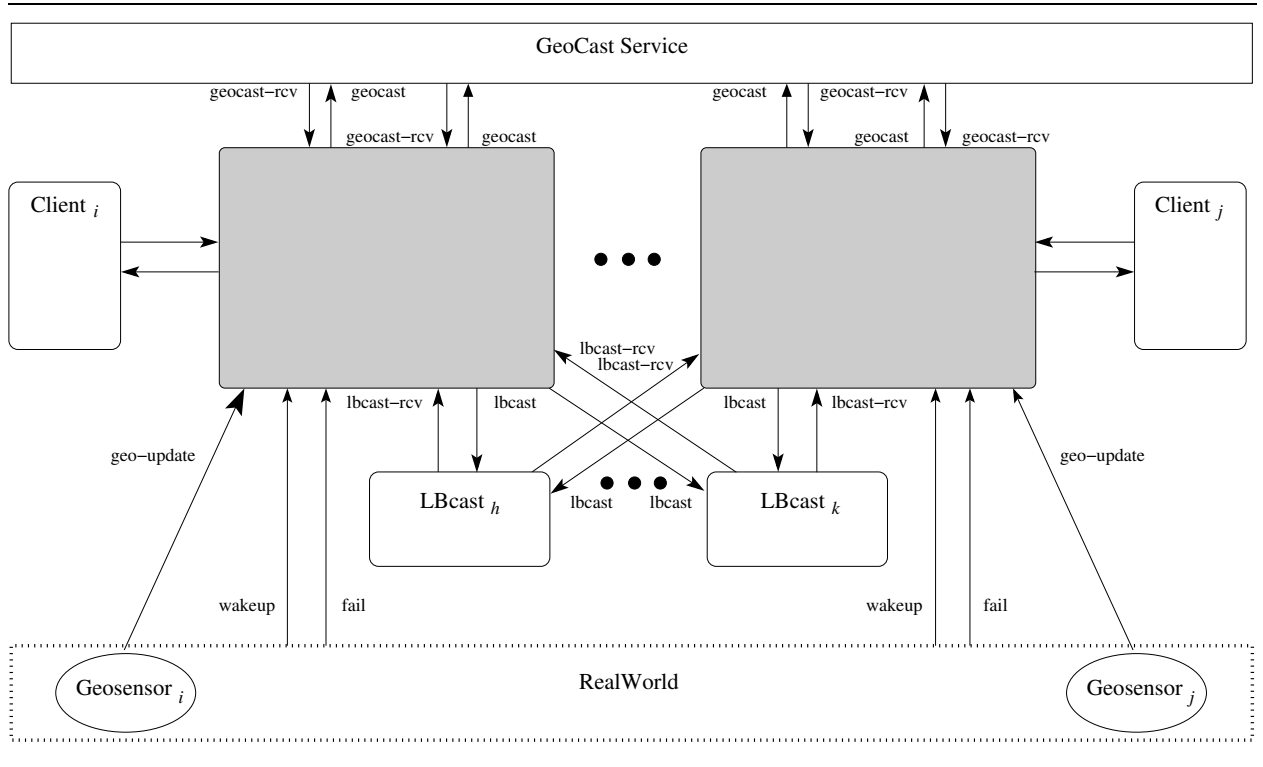 GeoCast Service
geocast−rcv geocast geocast geocast−rcv
geocast−rcv geocast geocast geocast−rcv
Client i Client j
lbcast−rcv
lbcast−rcv
lbcast−rcv lbcast lbcast lbcast−rcv
geo−update geo−update
LBcast h lbcast lbcast LBcast k
wakeup fail wakeup fail
Geosensor i RealWorld Geosensor j